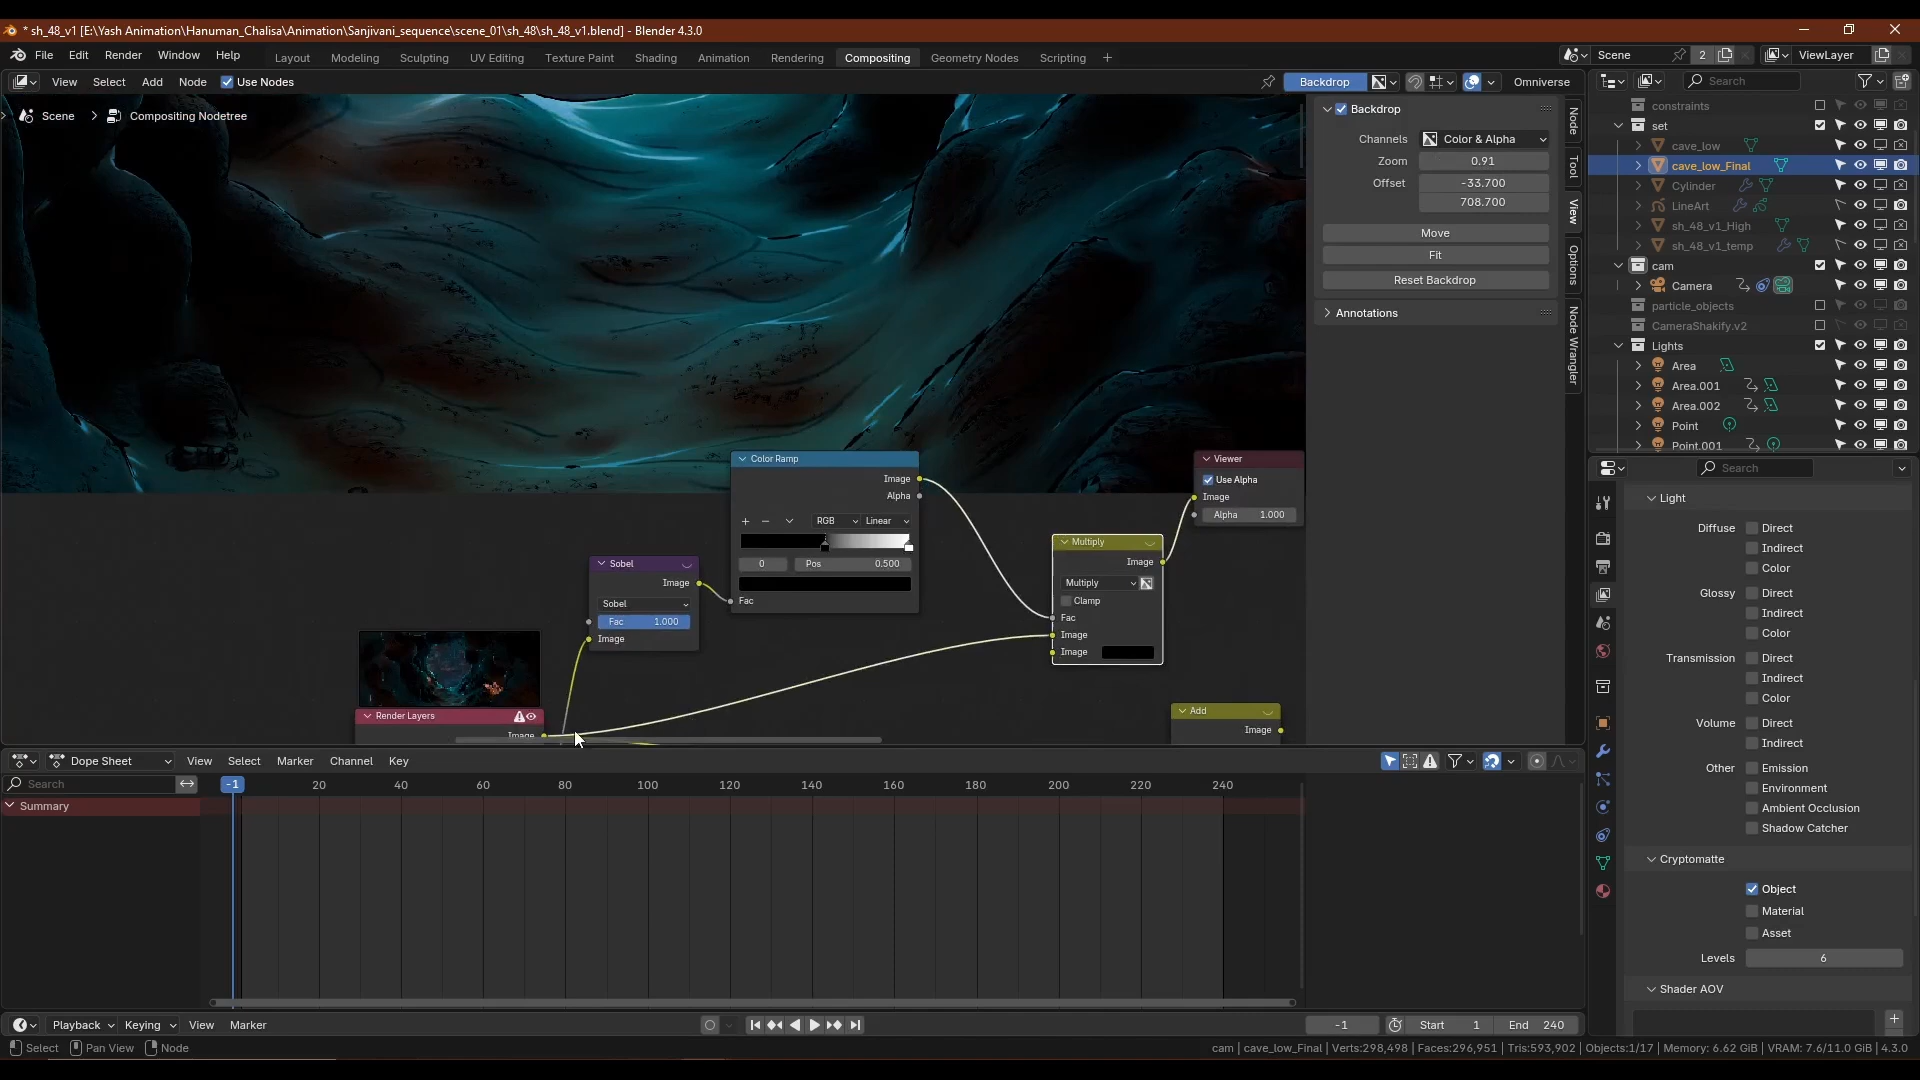 * sh_48_v1 [E:\Yash Animation\Hanuman_Chalisa\Animation\Sanjivani_sequence\scene_01\sh_48\sh_48_v1.blend] - Blender 4.3.0
File Edit Render Window Help Layout Modeling Sculpting UV Editing Texture Paint Shading Animation Rendering Compositing Geometry Nodes Scripting + Scene 2 ViewLayer
View Select Add Node Use Nodes Backdrop Omniverse Search
Scene > Compositing Nodetree
Backdrop
Channels Color & Alpha
Zoom 0.91
Offset -33.700
708.700
Move
Fit
Reset Backdrop
Annotations
Node
Tool
View
Options
Node Wrangler
constraints
set
cave_low
cave_low_Final
Cylinder
LineArt
sh_48_v1_High
sh_48_v1_temp
cam
Camera
particle_objects
CameraShakify.v2
Lights
Area
Area.001
Area.002
Point
Point.001
Color Ramp
Image
Alpha
RGB Linear
0 Pos 0.500
Fac
Sobel
Image
Sobel
Fac 1.000
Image
Viewer
Use Alpha
Image
Alpha 1.000
Multiply
Image
Multiply
Clamp
Fac
Image
Image
Render Layers
Image
Add
Image
Search
Light
Diffuse Direct
Indirect
Color
Glossy Direct
Indirect
Color
Transmission Direct
Indirect
Color
Volume Direct
Indirect
Other Emission
Environment
Ambient Occlusion
Shadow Catcher
Cryptomatte
Object
Material
Asset
Levels 6
Shader AOV
Dope Sheet View Select Marker Channel Key
Search -1 20 40 60 80 100 120 140 160 180 200 220 240
Summary
Playback Keying View Marker -1 Start 1 End 240
Select Pan View Node cam | cave_low_Final | Verts:298,498 | Faces:296,951 | Tris:593,902 | Objects:1/17 | Memory: 6.62 GiB | VRAM: 7.6/11.0 GiB | 4.3.0